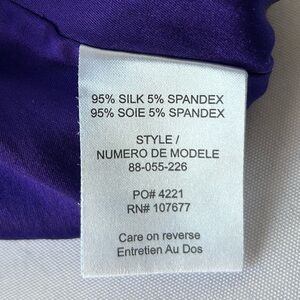 95% SILK 5% SPANDEX
95% SOIE 5% SPANDEX
STYLE /
NUMERO DE MODELE
88-055-226
PO# 4221
RN# 107677
Care on reverse
Entretien Au Dos